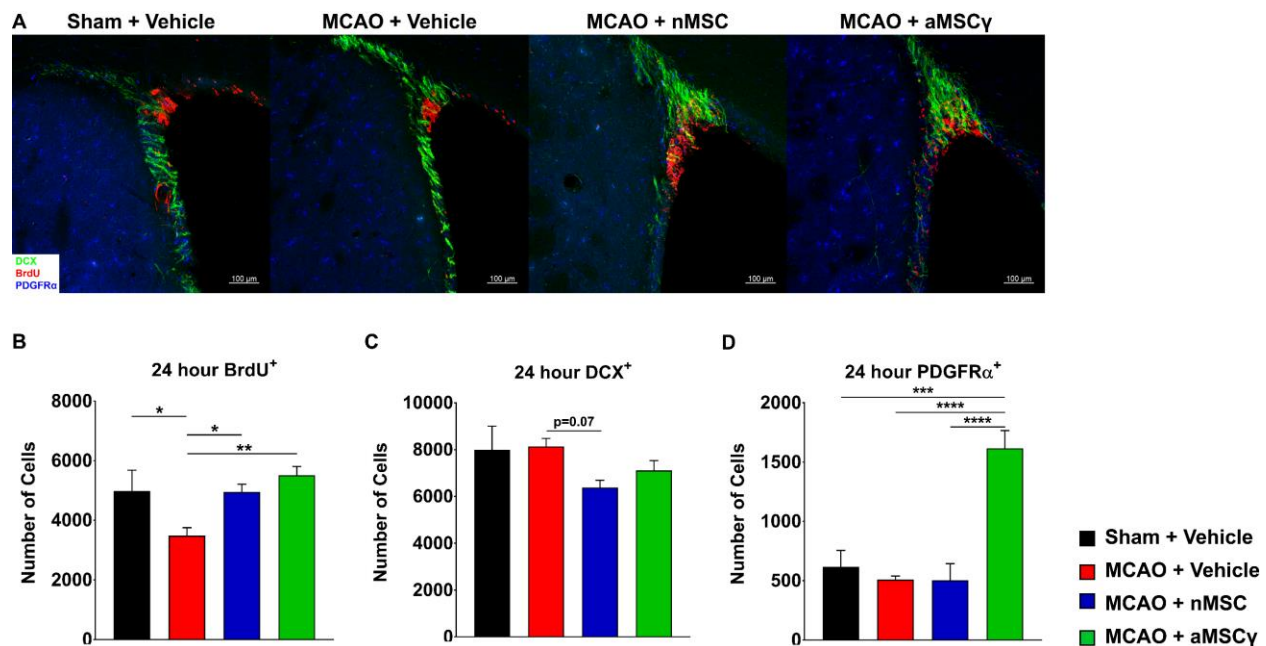 A
Sham + Vehicle
MCAO + Vehicle
MCAO + nMSC
MCAO + aMSCγ
DCX
BrdU
PDGFRα
100 µm
100 µm
100 µm
100 µm
B
24 hour BrdU⁺
Number of Cells
8000
6000
4000
2000
0
*
*
**
C
24 hour DCX⁺
Number of Cells
10000
8000
6000
4000
2000
0
p=0.07
D
24 hour PDGFRα⁺
Number of Cells
2000
1500
1000
500
0
***
****
****
Sham + Vehicle
MCAO + Vehicle
MCAO + nMSC
MCAO + aMSCγ